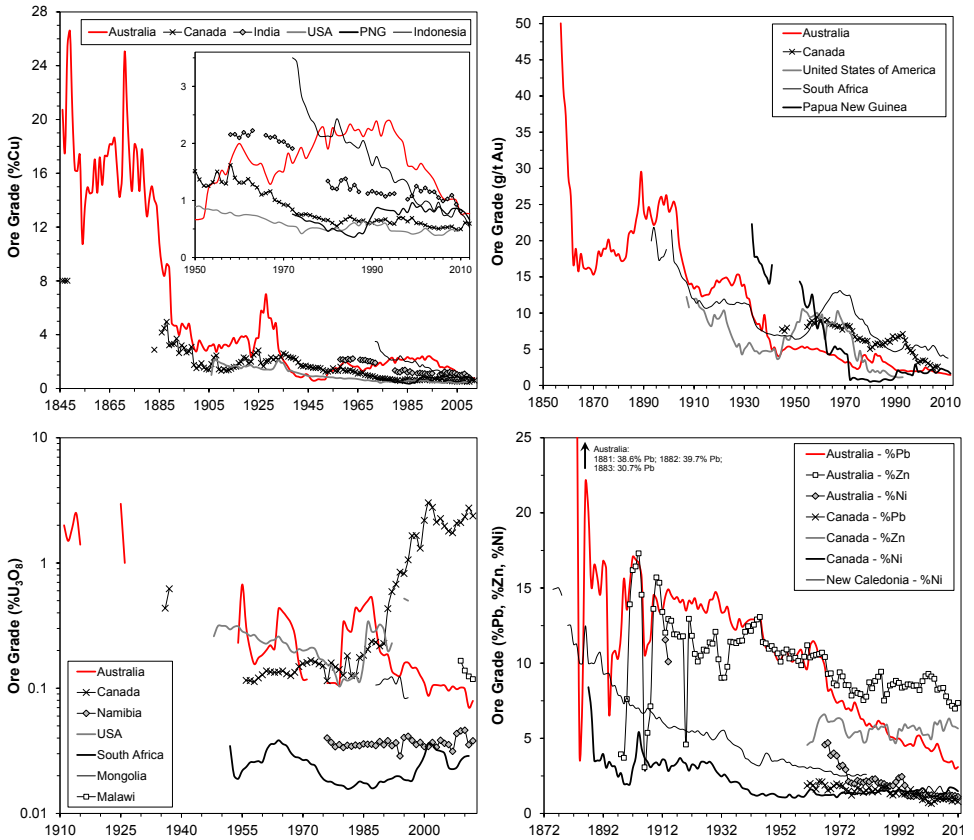 Ore Grade (%Cu)
28
24
20
16
12
8
4
0
Australia Canada India USA PNG Indonesia
3
2
1
0
1950 1970 1990 2010
1845 1865 1885 1905 1925 1945 1965 1985 2005
Ore Grade (g/t Au)
50
45
40
35
30
25
20
15
10
5
0
Australia
Canada
United States of America
South Africa
Papua New Guinea
1850 1870 1890 1910 1930 1950 1970 1990 2010
Ore Grade (%U3O8)
10
1
0.1
0.01
Australia
Canada
Namibia
USA
South Africa
Mongolia
Malawi
1910 1925 1940 1955 1970 1985 2000
Ore Grade (%Pb, %Zn, %Ni)
25
20
15
10
5
0
Australia:
1881: 38.6% Pb; 1882: 39.7% Pb;
1883: 30.7% Pb
Australia - %Pb
Australia - %Zn
Australia - %Ni
Canada - %Pb
Canada - %Zn
Canada - %Ni
New Caledonia - %Ni
1872 1892 1912 1932 1952 1972 1992 2012